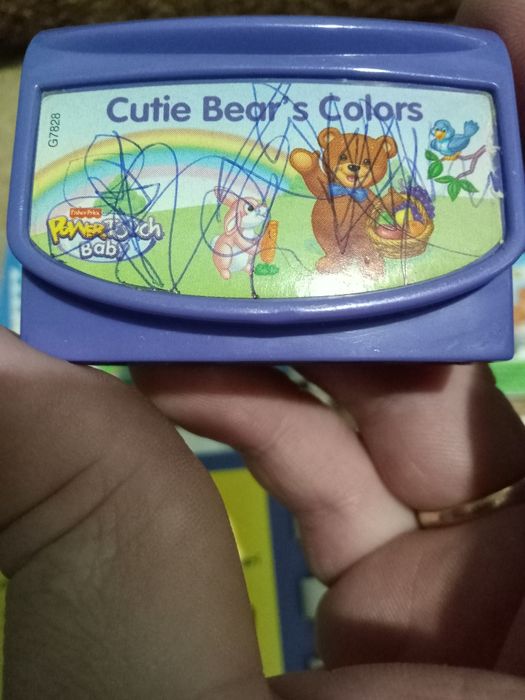 Cutie Bear's Colors
G7828
Fisher-Price
PowerTouch
Baby